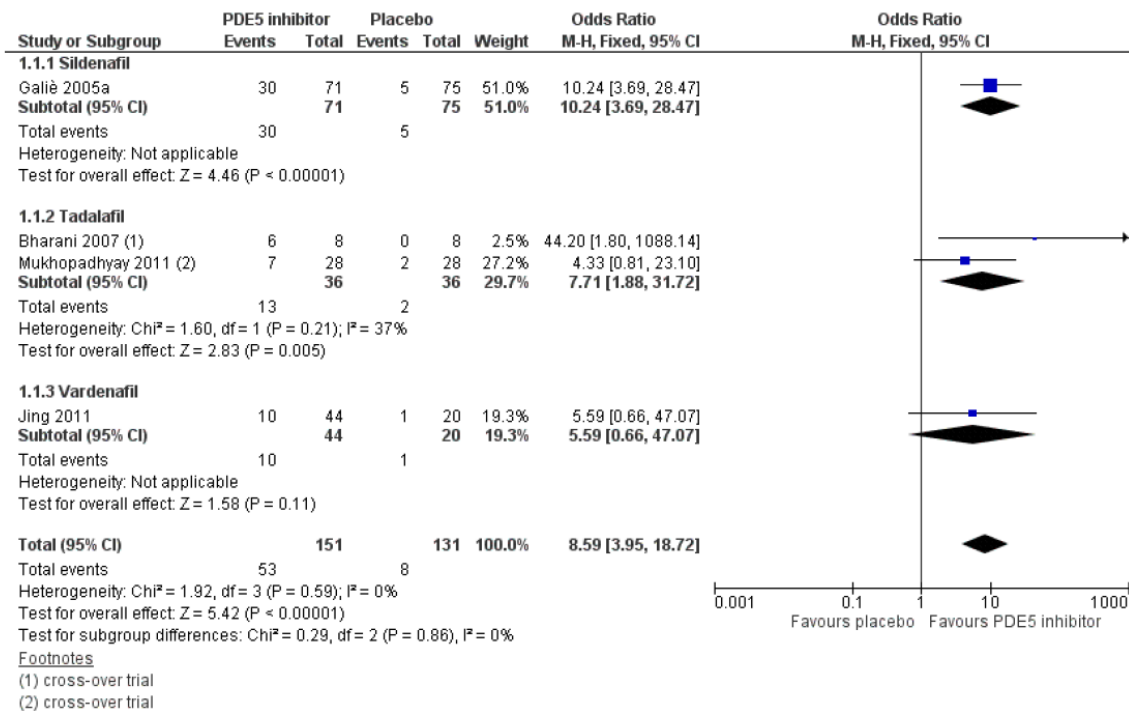 PDE5 inhibitor Placebo Odds Ratio Odds Ratio
Study or Subgroup Events Total Events Total Weight M-H, Fixed, 95% CI M-H, Fixed, 95% CI
1.1.1 Sildenafil
Galiè 2005a 30 71 5 75 51.0% 10.24 [3.69, 28.47]
Subtotal (95% CI) 71 75 51.0% 10.24 [3.69, 28.47]
Total events 30 5
Heterogeneity: Not applicable
Test for overall effect: Z = 4.46 (P < 0.00001)
1.1.2 Tadalafil
Bharani 2007 (1) 6 8 0 8 2.5% 44.20 [1.80, 1088.14]
Mukhopadhyay 2011 (2) 7 28 2 28 27.2% 4.33 [0.81, 23.10]
Subtotal (95% CI) 36 36 29.7% 7.71 [1.88, 31.72]
Total events 13 2
Heterogeneity: Chi² = 1.60, df = 1 (P = 0.21); I² = 37%
Test for overall effect: Z = 2.83 (P = 0.005)
1.1.3 Vardenafil
Jing 2011 10 44 1 20 19.3% 5.59 [0.66, 47.07]
Subtotal (95% CI) 44 20 19.3% 5.59 [0.66, 47.07]
Total events 10 1
Heterogeneity: Not applicable
Test for overall effect: Z = 1.58 (P = 0.11)
Total (95% CI) 151 131 100.0% 8.59 [3.95, 18.72]
Total events 53 8
Heterogeneity: Chi² = 1.92, df = 3 (P = 0.59); I² = 0%
Test for overall effect: Z = 5.42 (P < 0.00001)
Test for subgroup differences: Chi² = 0.29, df = 2 (P = 0.86), I² = 0%
0.001 0.1 1 10 1000
Favours placebo Favours PDE5 inhibitor
Footnotes
(1) cross-over trial
(2) cross-over trial